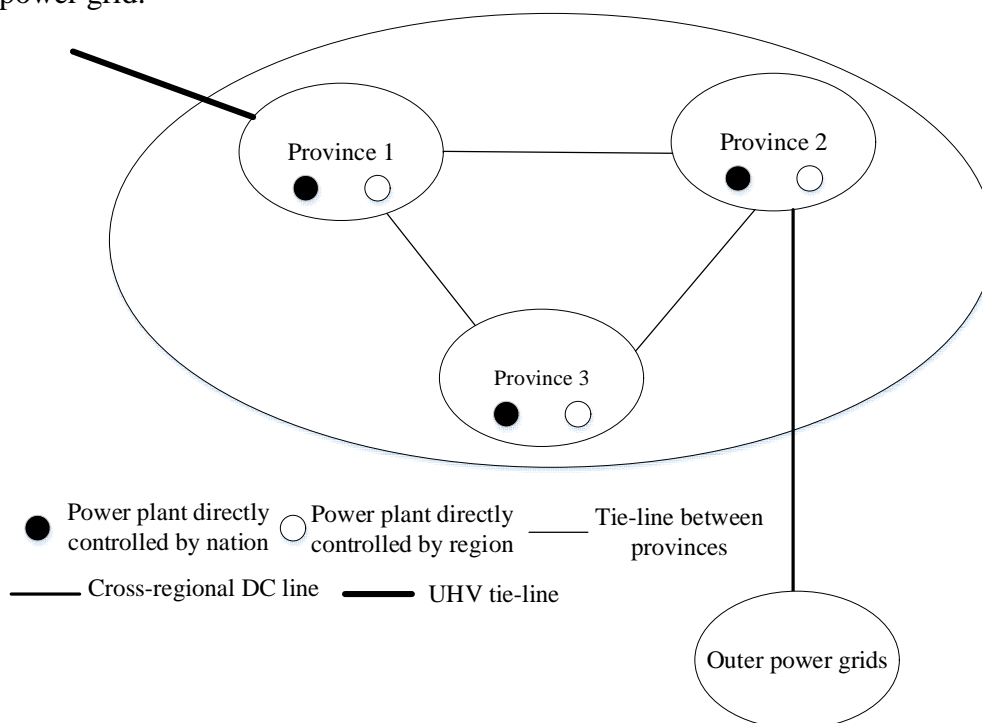 power grid.
Province 1
Province 2
Province 3
Power plant directly
controlled by nation
Power plant directly
controlled by region
Tie-line between
provinces
Cross-regional DC line
UHV tie-line
Outer power grids